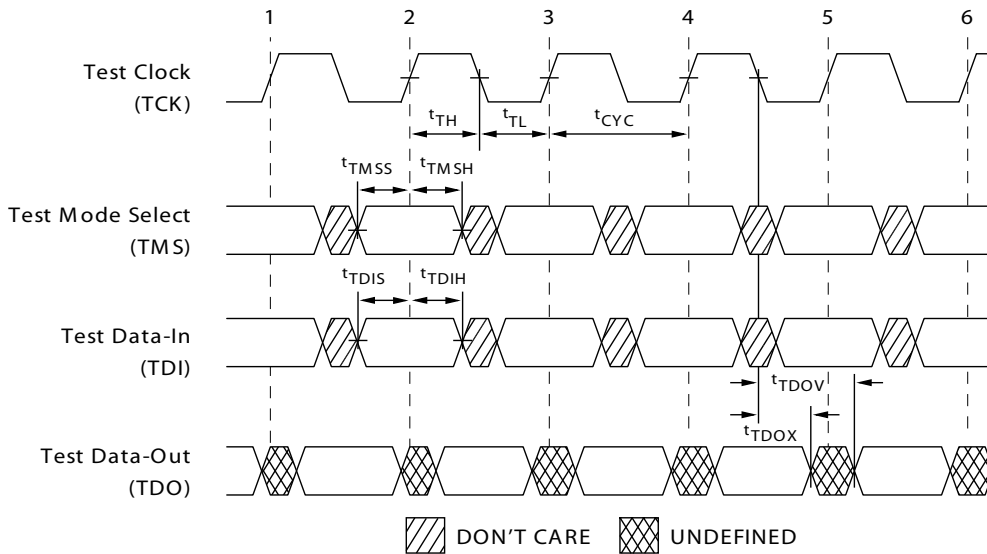 1 2 3 4 5 6
Test Clock
(TCK)
tTH tTL tCYC
tTMSS tTMSH
Test Mode Select
(TMS)
tTDIS tTDIH
Test Data-In
(TDI)
tTDOV
tTDOX
Test Data-Out
(TDO)
DON'T CARE UNDEFINED